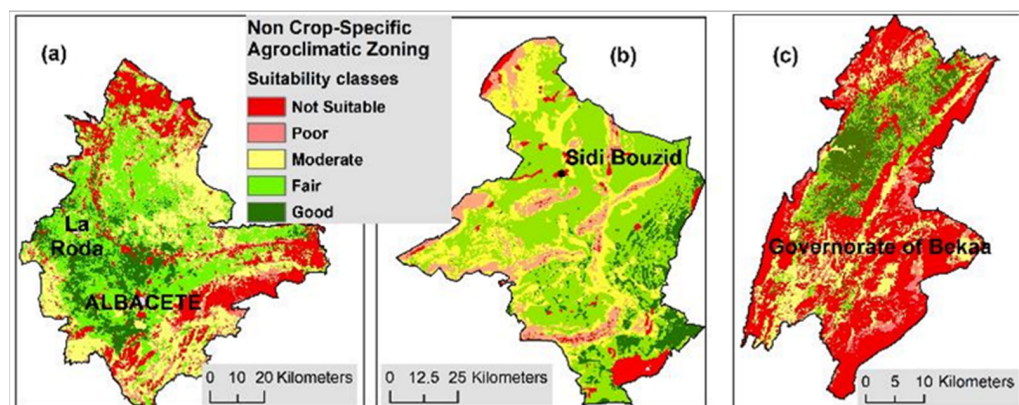 (a)
Non Crop-Specific
Agroclimatic Zoning
Suitability classes
Not Suitable
Poor
Moderate
Fair
Good
La
Roda
ALBACETE
0 10 20 Kilometers
(b)
Sidi Bouzid
0 12.5 25 Kilometers
(c)
Governorate of Bekaa
0 5 10 Kilometers